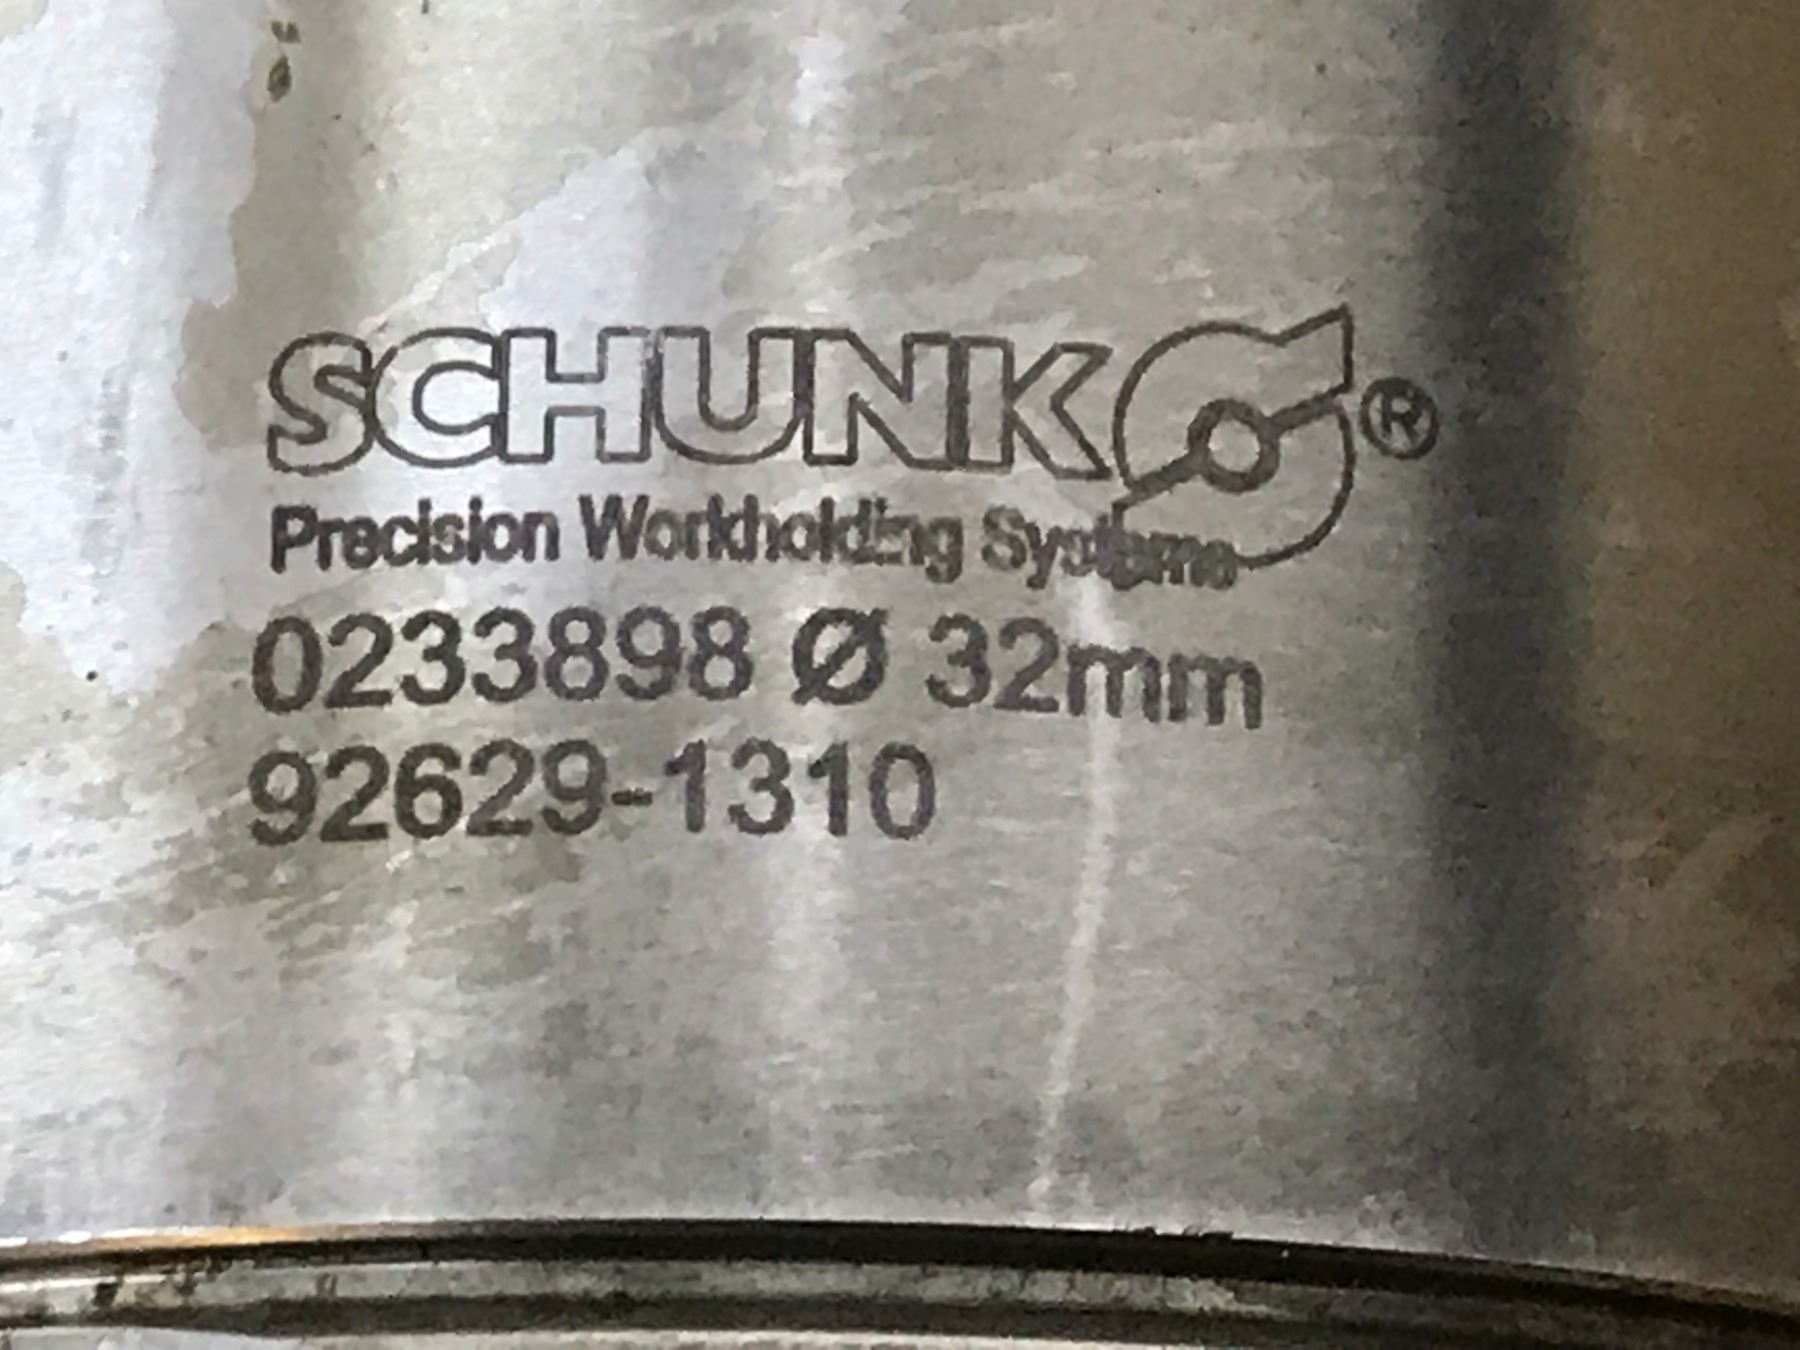 SCHUNK ®
Precision Workholding Systems
0233898 Ø 32mm
92629-1310